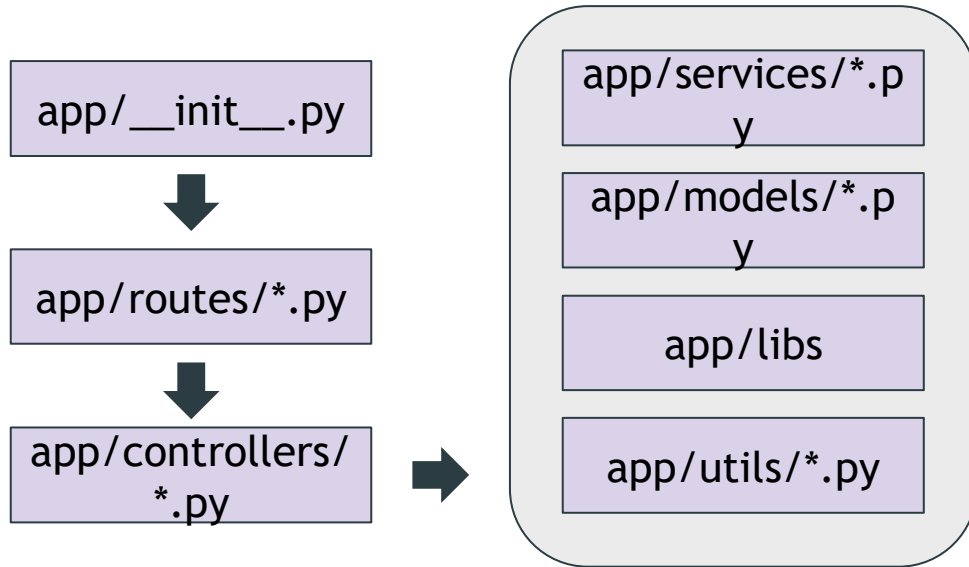 app/__init__.py
app/routes/*.py
app/controllers/
*.py
app/services/*.p
y
app/models/*.p
y
app/libs
app/utils/*.py